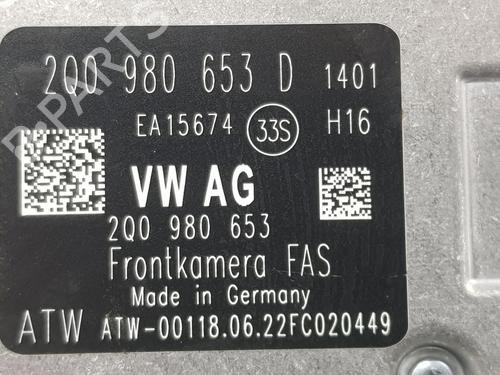 2Q0 980 653 D 1401
EA15674 33S H16
VW AG
2Q0 980 653
Frontkamera FAS
Made in Germany
ATW ATW-00118.06.22FC020449